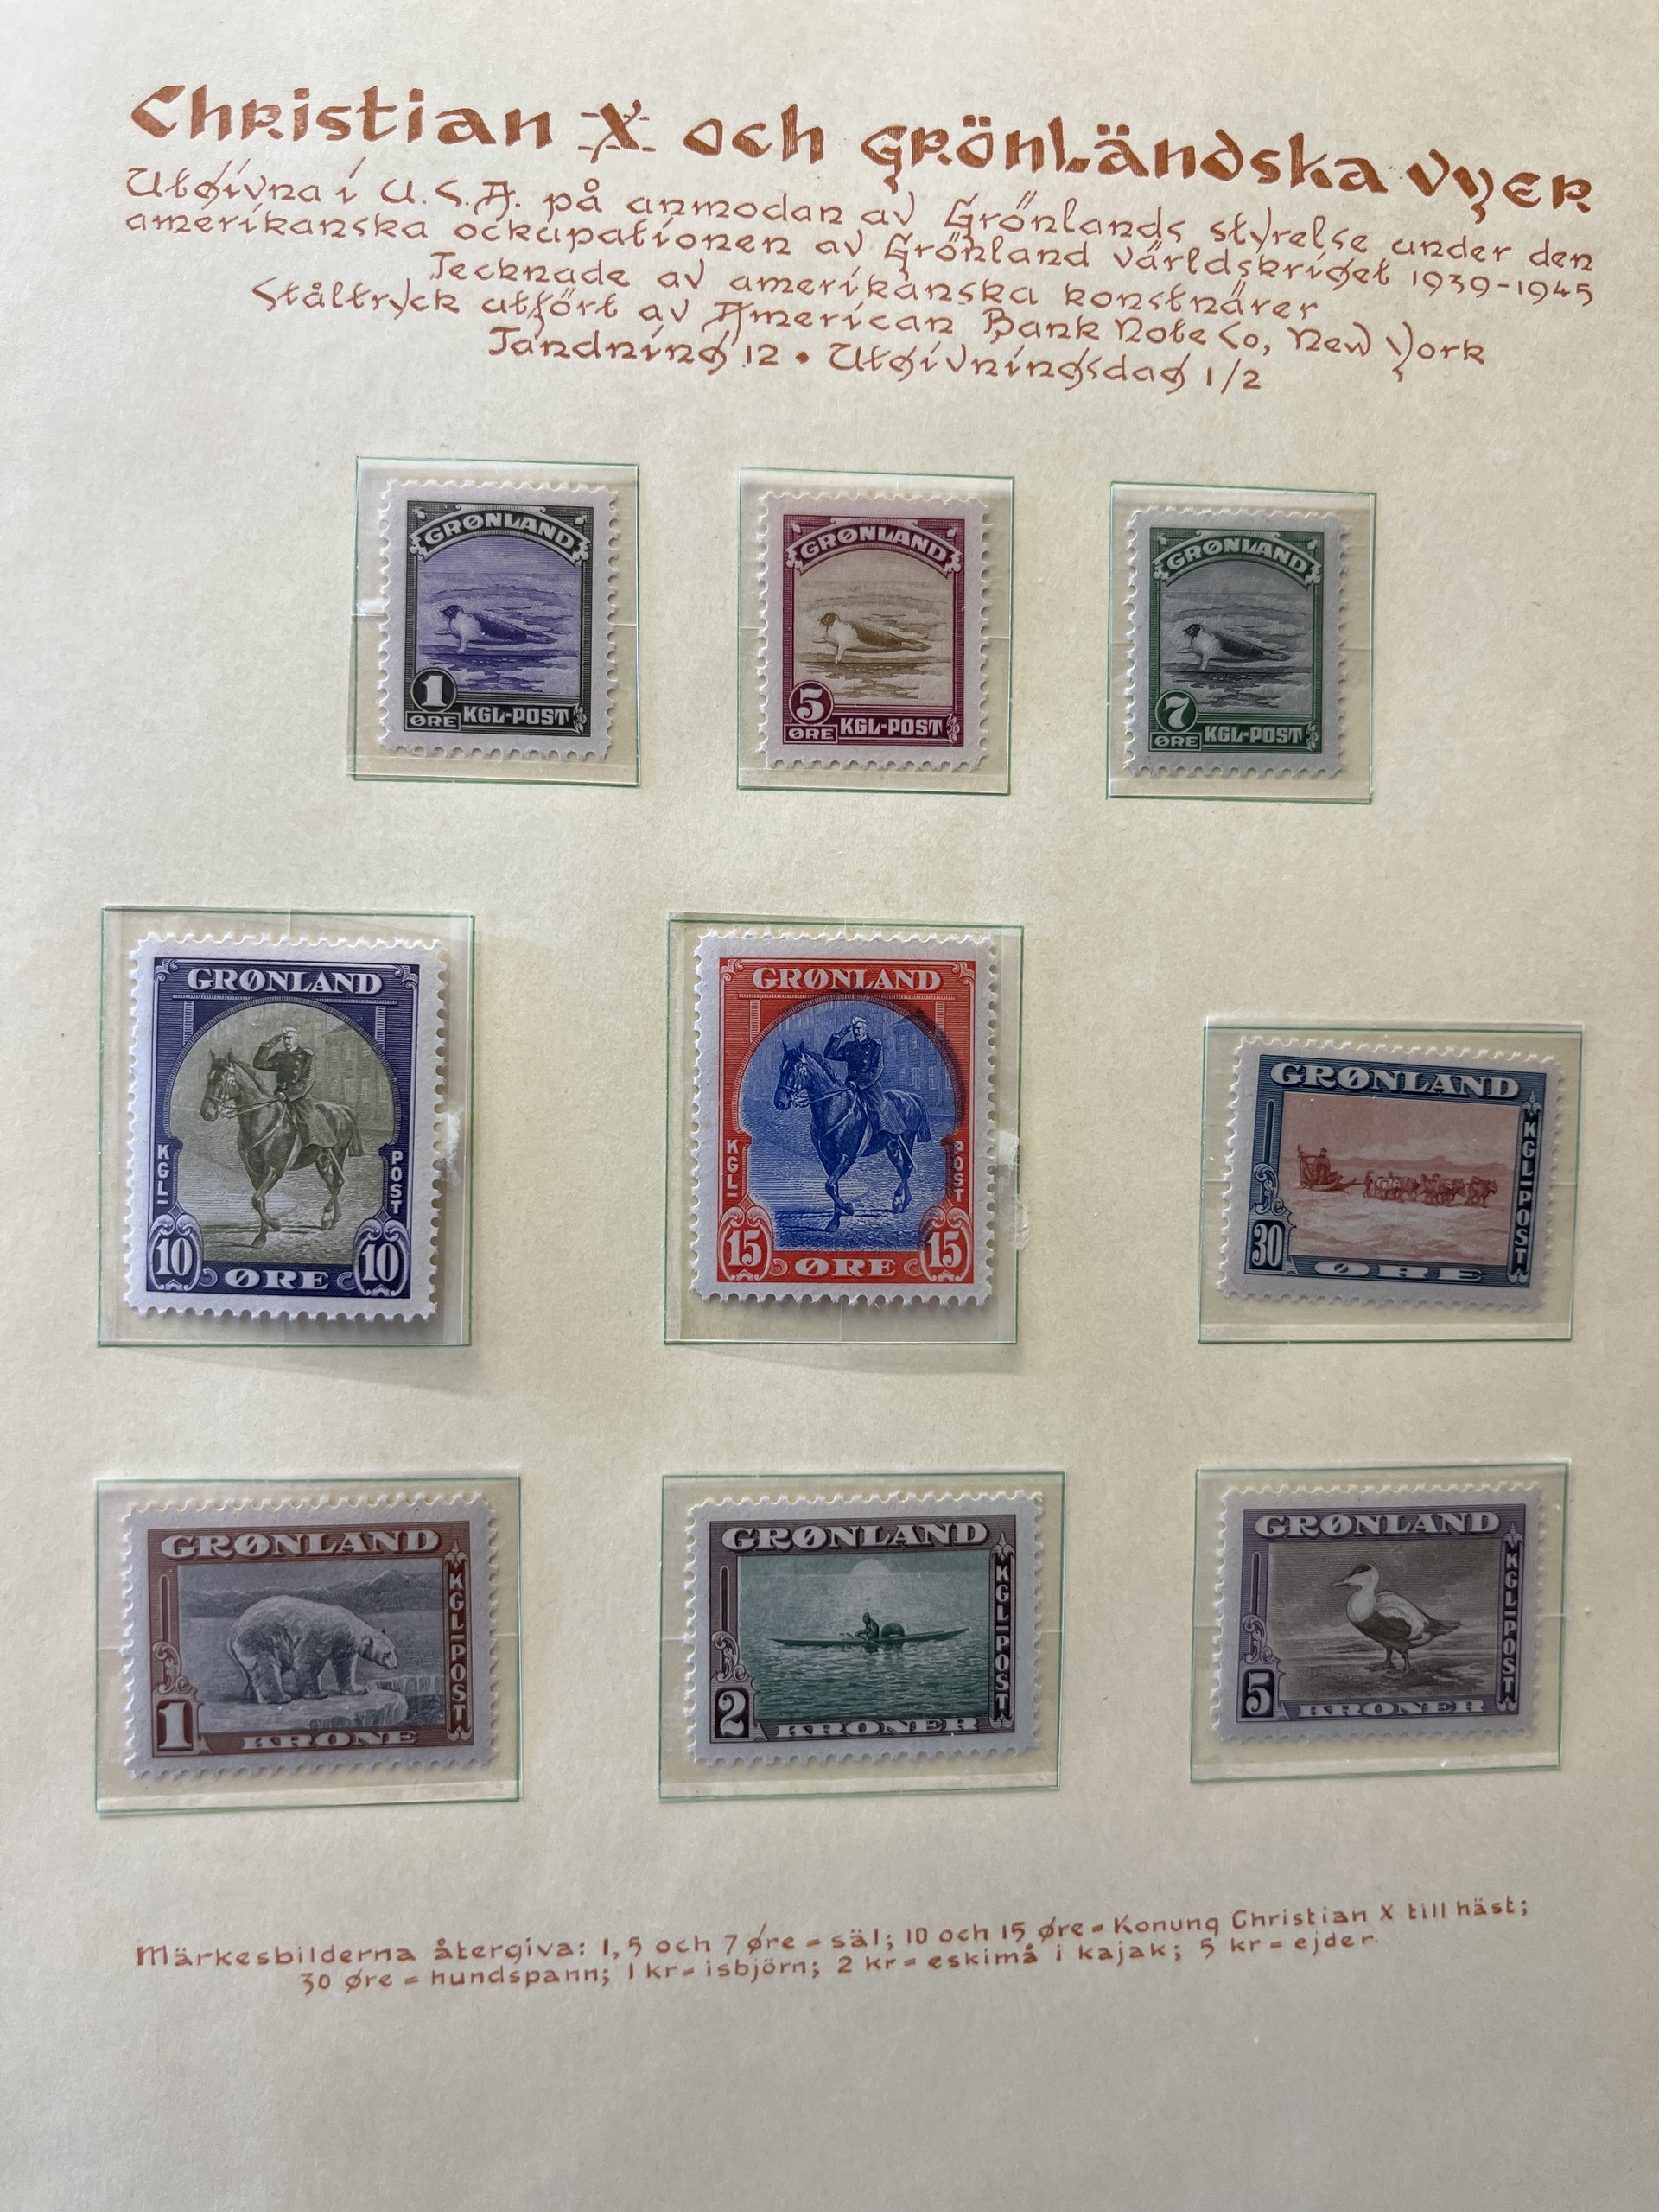 Christian X och Grönländska vyer
Utgivna i U.S.A. på anmodan av Grönlands styrelse under den
amerikanska ockupationen av Grönland världskriget 1939-1945
Tecknade av amerikanska konstnärer
Ståltryck utfört av American Bank Note Co, New York
Tandning 12 • Utgivningsdag 1/2
GRØNLAND
1
ØRE KGL-POST
GRØNLAND
5
ØRE KGL-POST
GRØNLAND
7
ØRE KGL-POST
GRØNLAND
KGL-
POST
10 ØRE 10
GRØNLAND
KGL-
POST
15 ØRE 15
GRØNLAND
KGL-POST
30
ØRE
GRØNLAND
KGL-POST
1
KRONE
GRØNLAND
KGL-POST
2
KRONER
GRØNLAND
KGL-POST
5
KRONER
Märkesbilderna återgiva: 1, 5 och 7 øre = säl; 10 och 15 øre = Konung Christian X till häst;
30 øre = hundspann; 1 kr = isbjörn; 2 kr = eskimå i kajak; 5 kr = ejder.